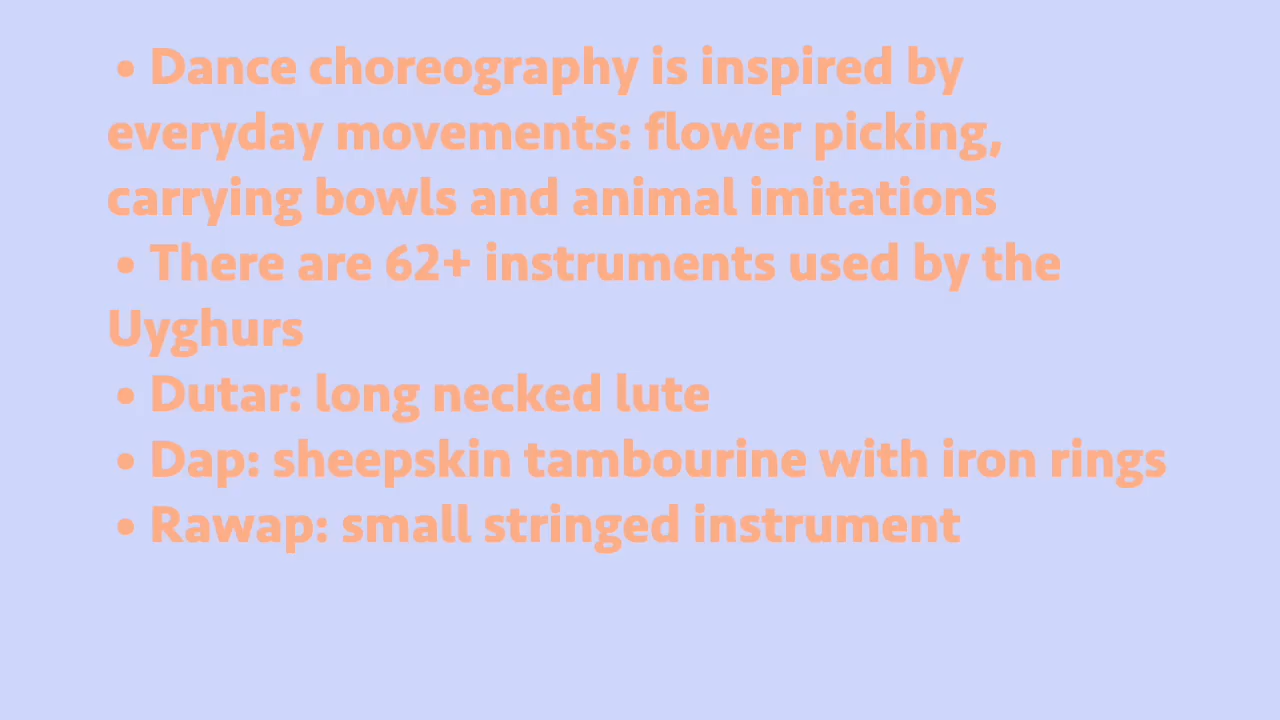 • Dance choreography is inspired by
everyday movements: flower picking,
carrying bowls and animal imitations
• There are 62+ instruments used by the
Uyghurs
• Dutar: long necked lute
• Dap: sheepskin tambourine with iron rings
• Rawap: small stringed instrument